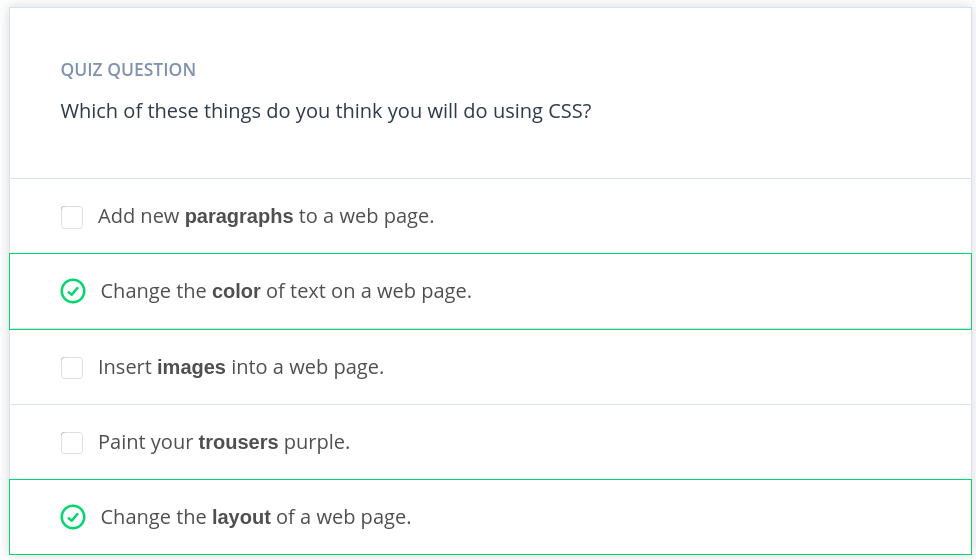 QUIZ QUESTION
Which of these things do you think you will do using CSS?
Add new paragraphs to a web page.
Change the color of text on a web page.
Insert images into a web page.
Paint your trousers purple.
Change the layout of a web page.